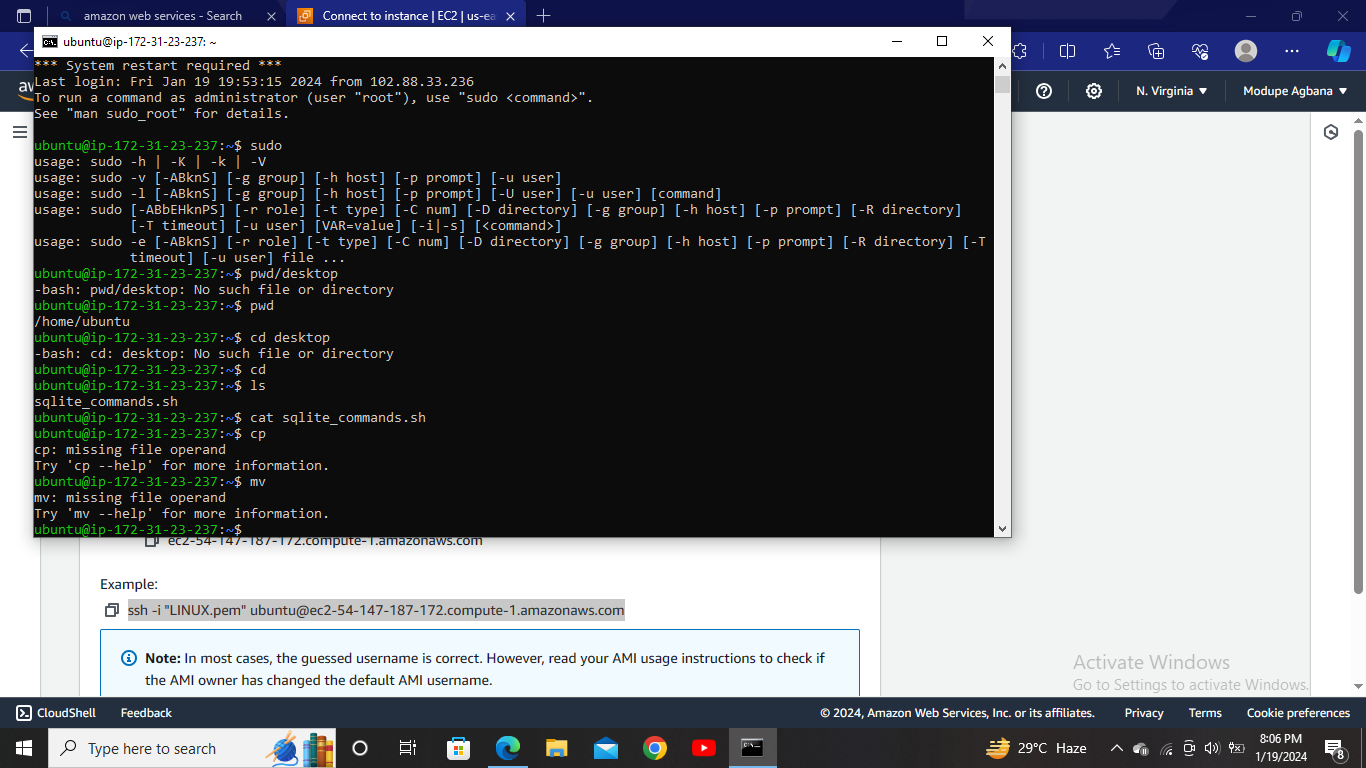 amazon web services - Search
Connect to instance | EC2 | us-ea
ubuntu@ip-172-31-23-237: ~
*** System restart required ***
Last login: Fri Jan 19 19:53:15 2024 from 102.88.33.236
To run a command as administrator (user "root"), use "sudo <command>".
See "man sudo_root" for details.
ubuntu@ip-172-31-23-237:~$ sudo
usage: sudo -h | -K | -k | -V
usage: sudo -v [-ABknS] [-g group] [-h host] [-p prompt] [-u user]
usage: sudo -l [-ABknS] [-g group] [-h host] [-p prompt] [-U user] [-u user] [command]
usage: sudo [-ABbEHknPS] [-r role] [-t type] [-C num] [-D directory] [-g group] [-h host] [-p prompt] [-R directory]
[-T timeout] [-u user] [VAR=value] [-i|-s] [<command>]
usage: sudo -e [-ABknS] [-r role] [-t type] [-C num] [-D directory] [-g group] [-h host] [-p prompt] [-R directory] [-T
timeout] [-u user] file ...
ubuntu@ip-172-31-23-237:~$ pwd/desktop
-bash: pwd/desktop: No such file or directory
ubuntu@ip-172-31-23-237:~$ pwd
/home/ubuntu
ubuntu@ip-172-31-23-237:~$ cd desktop
-bash: cd: desktop: No such file or directory
ubuntu@ip-172-31-23-237:~$ cd
ubuntu@ip-172-31-23-237:~$ ls
sqlite_commands.sh
ubuntu@ip-172-31-23-237:~$ cat sqlite_commands.sh
ubuntu@ip-172-31-23-237:~$ cp
cp: missing file operand
Try 'cp --help' for more information.
ubuntu@ip-172-31-23-237:~$ mv
mv: missing file operand
Try 'mv --help' for more information.
ubuntu@ip-172-31-23-237:~$
N. Virginia
Modupe Agbana
ec2-54-147-187-172.compute-1.amazonaws.com
Example:
ssh -i "LINUX.pem" ubuntu@ec2-54-147-187-172.compute-1.amazonaws.com
Note: In most cases, the guessed username is correct. However, read your AMI usage instructions to check if
the AMI owner has changed the default AMI username.
Activate Windows
Go to Settings to activate Windows.
CloudShell Feedback © 2024, Amazon Web Services, Inc. or its affiliates. Privacy Terms Cookie preferences
Type here to search
29°C Haze
8:06 PM
1/19/2024
8